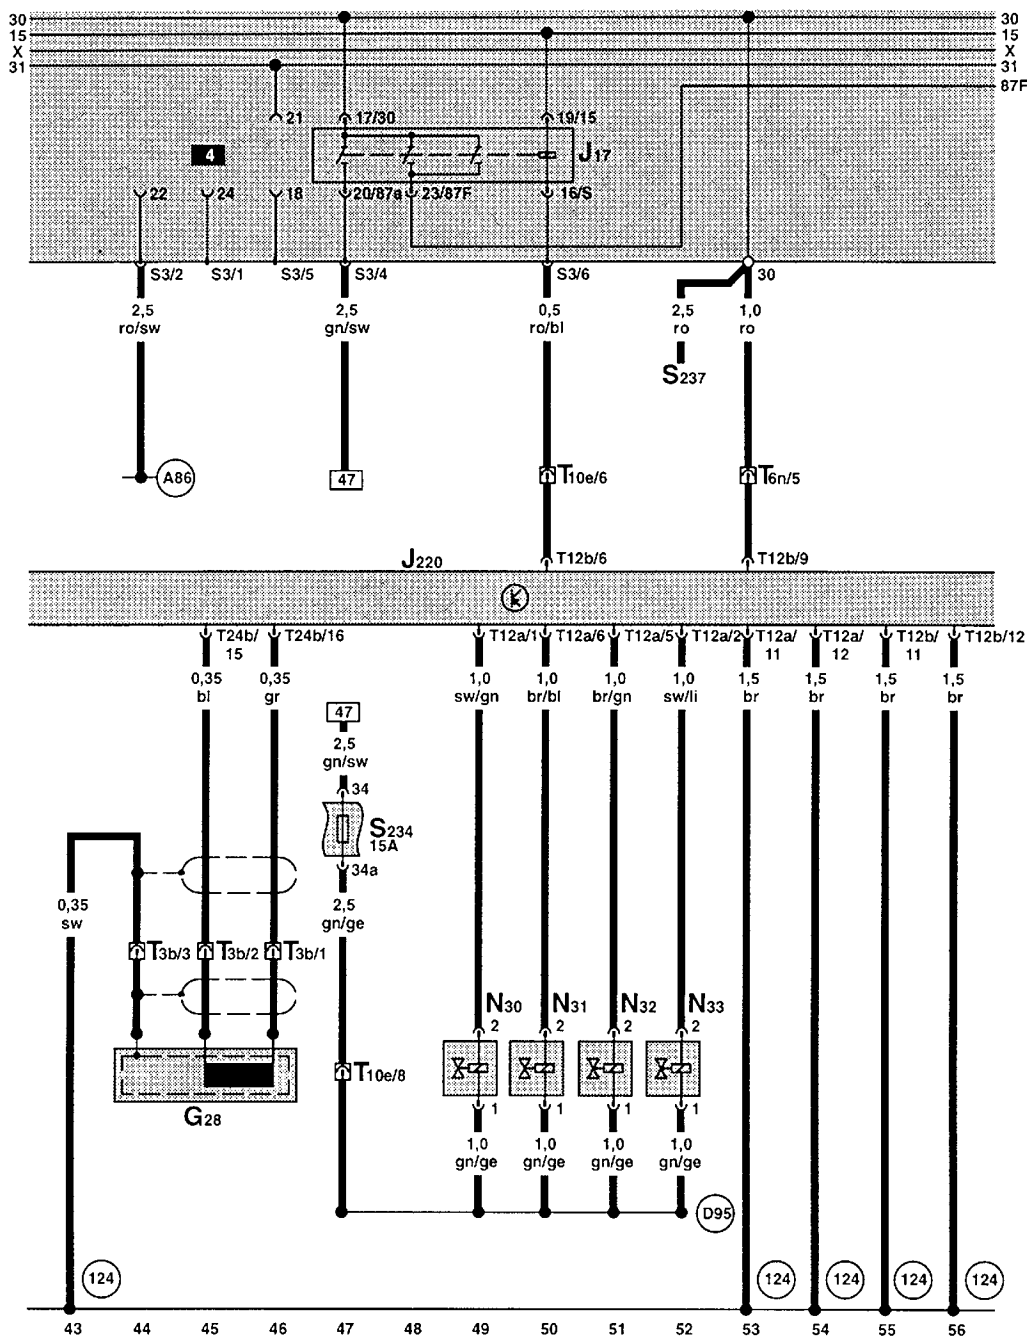 30 30
15 15
X X
31 31
87F
21 17/30 19/15
4 J17
22 24 18 20/87a 23/87F 16/S
S3/2 S3/1 S3/5 S3/4 S3/6 30
2,5 2,5 0,5 2,5 1,0
ro/sw gn/sw ro/bl ro ro
S237
A86 47 T10e/6 T6n/5
J220 T12b/6 T12b/9
T24b/ T24b/16 T12a/1 T12a/6 T12a/5 T12a/2 T12a/ T12a/ T12b/ T12b/12
15 11 12 11
0,35 0,35 1,0 1,0 1,0 1,0 1,5 1,5 1,5 1,5
bl gr sw/gn br/bl br/gn sw/li br br br br
47
2,5
gn/sw
34
S234
15A
34a
0,35 2,5
sw gn/ge
T3b/3 T3b/2 T3b/1
N30 N31 N32 N33
2 2 2 2
T10e/8
G28
1 1 1 1
1,0 1,0 1,0 1,0
gn/ge gn/ge gn/ge gn/ge
D95
124 124 124 124 124
43 44 45 46 47 48 49 50 51 52 53 54 55 56